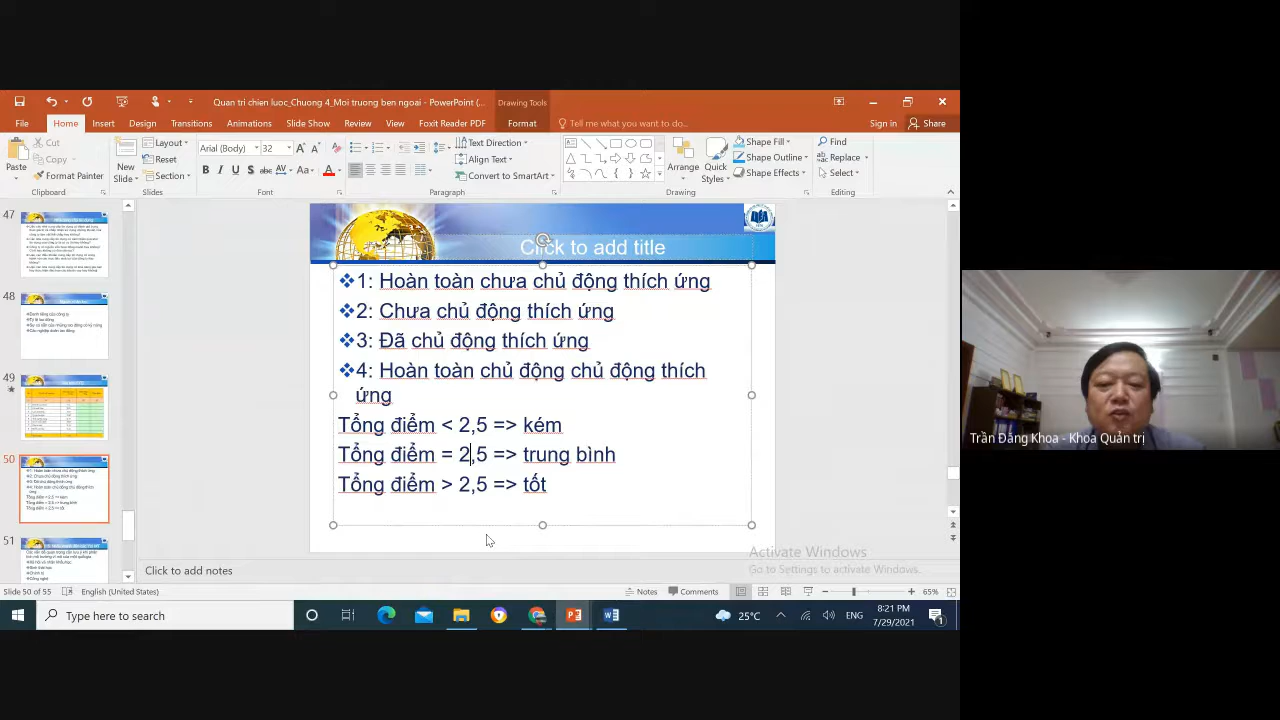 Quan tri chien luoc_Chuong 4_Moi truong ben ngoai - PowerPoint (...
Drawing Tools
File Home Insert Design Transitions Animations Slide Show Review View Foxit Reader PDF Format Tell me what you want to do... Sign in Share
Paste
Cut
Copy
Format Painter
Clipboard
New Slide
Layout
Reset
Section
Slides
Arial (Body) 32
Font
Text Direction
Align Text
Convert to SmartArt
Paragraph
Arrange
Quick Styles
Shape Fill
Shape Outline
Shape Effects
Drawing
Find
Replace
Select
Editing
47
48
49
50
51
Click to add title
❖1: Hoàn toàn chưa chủ động thích ứng
❖2: Chưa chủ động thích ứng
❖3: Đã chủ động thích ứng
❖4: Hoàn toàn chủ động chủ động thích
ứng
Tổng điểm < 2,5 => kém
Tổng điểm = 2,5 => trung bình
Tổng điểm > 2,5 => tốt
Activate Windows
Go to Settings to activate Windows.
Click to add notes
Slide 50 of 55 English (United States) Notes Comments 65%
Type here to search
25°C ENG 8:21 PM
7/29/2021
Trần Đăng Khoa - Khoa Quản trị